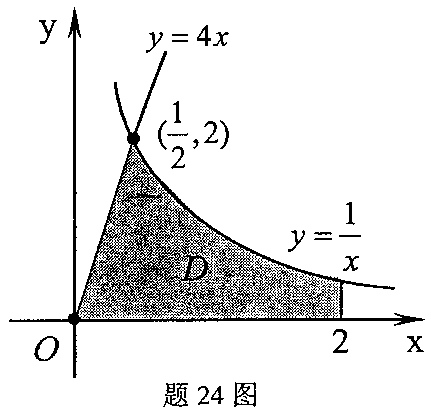 y
y = 4x
(1/2, 2)
y = 1/x
D
O
2
x
题 24 图